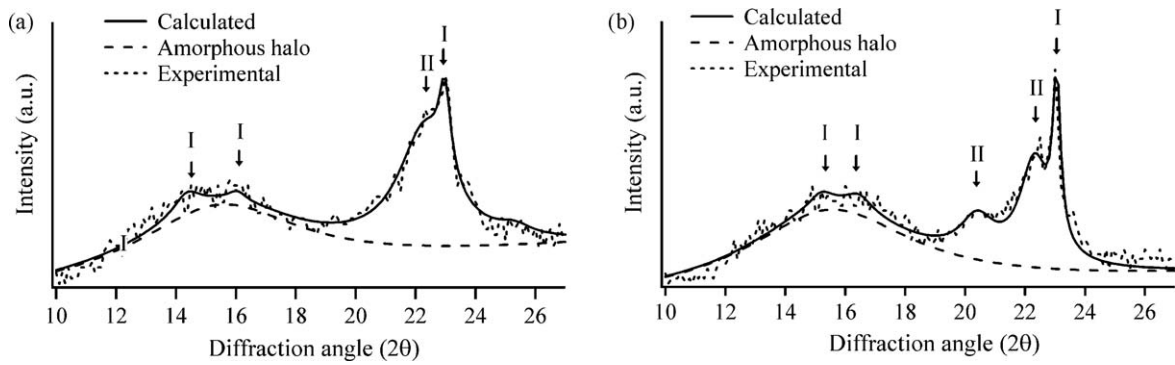 (a)
Calculated
Amorphous halo
Experimental
I
II
I
I
I
Intensity (a.u.)
10 12 14 16 18 20 22 24 26
Diffraction angle (2θ)
(b)
Calculated
Amorphous halo
Experimental
I
II
I I
II
Intensity (a.u.)
10 12 14 16 18 20 22 24 26
Diffraction angle (2θ)